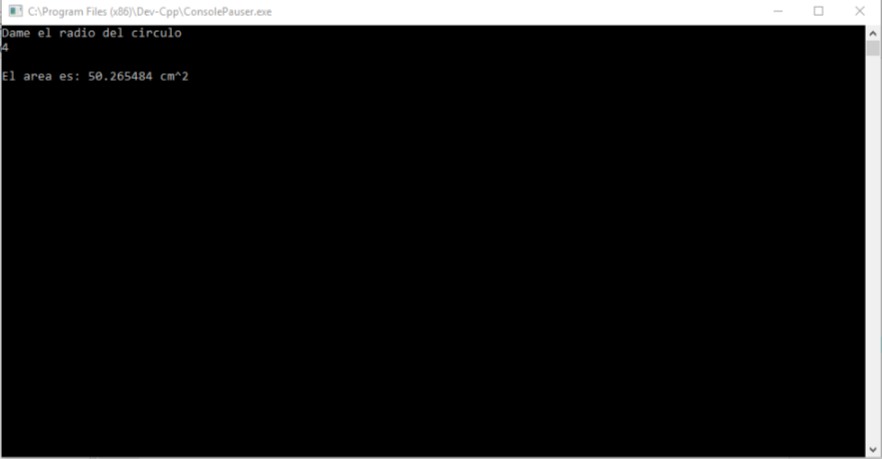 C:\Program Files (x86)\Dev-Cpp\ConsolePauser.exe
Dame el radio del circulo
4
El area es: 50.265484 cm^2